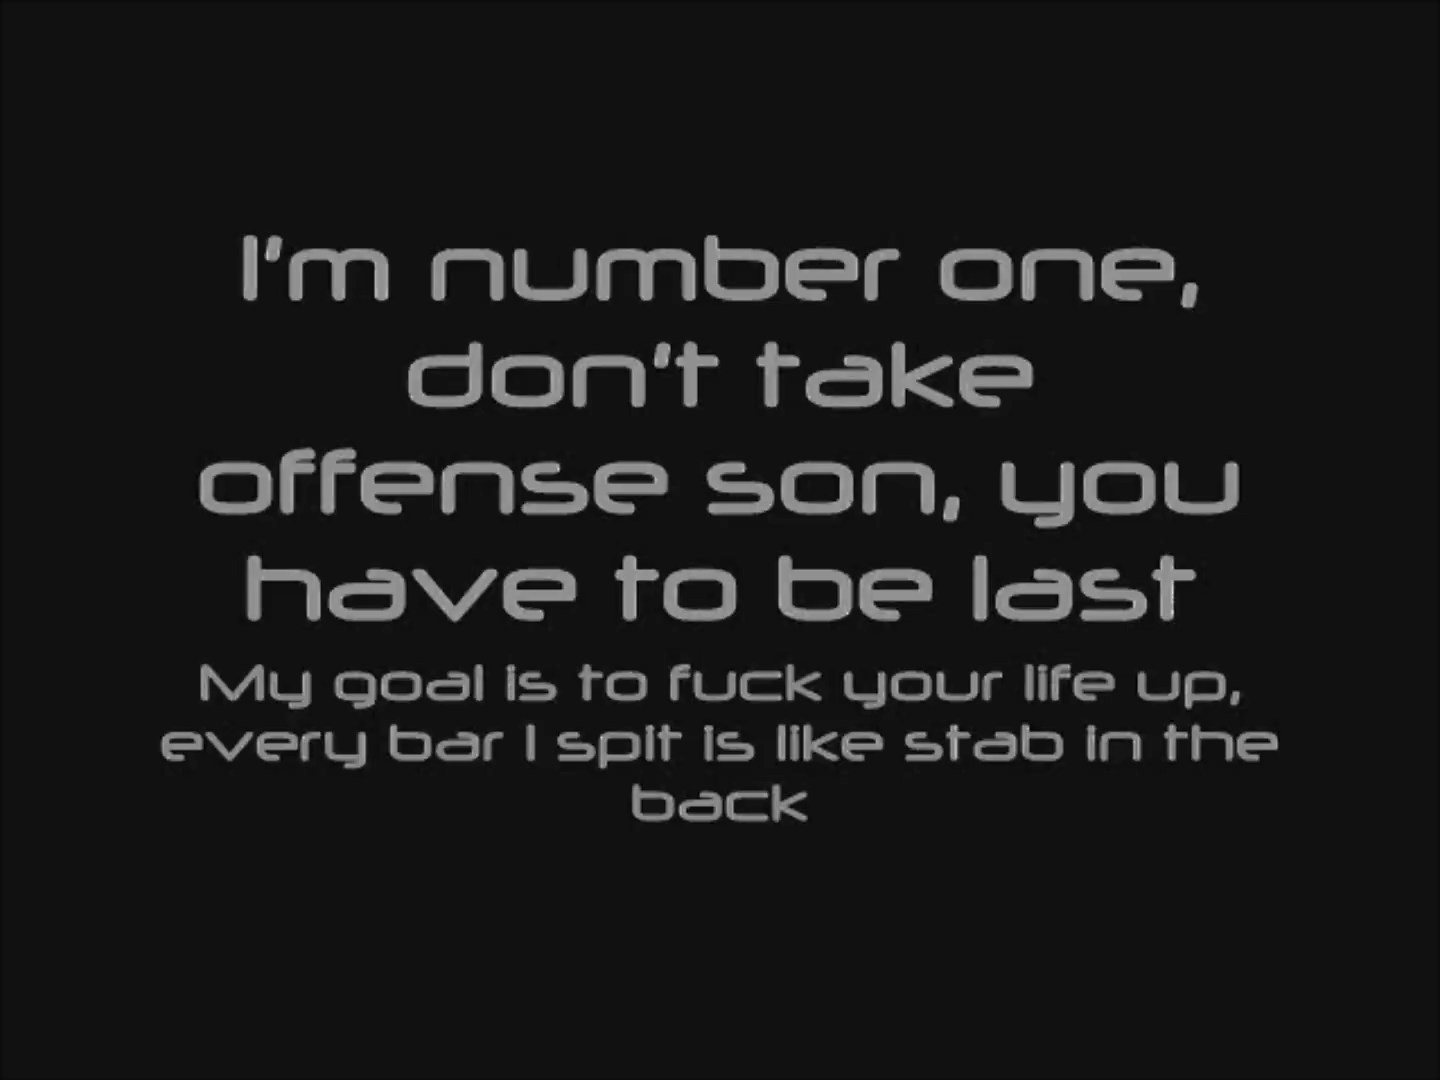 I'm number one,
don't take
offense son, you
have to be last
My goal is to fuck your life up,
every bar I spit is like stab in the
back